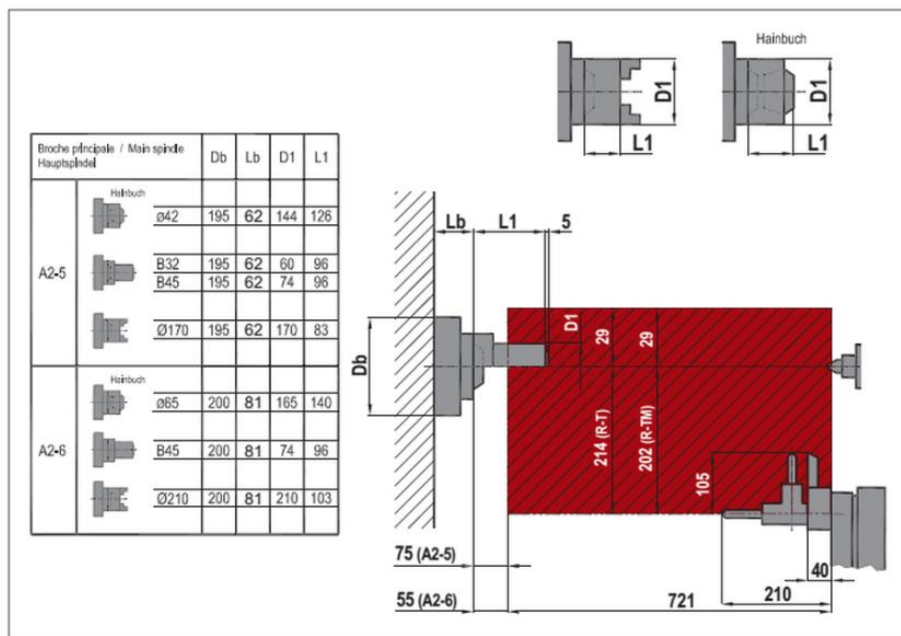 Hainbuch
D1
L1
D1
L1
Broche principale / Main spindle
Hauptspindel
Db
Lb
D1
L1
A2-5
Hainbuch
ø42 195 62 144 126
B32 195 62 60 96
B45 195 62 74 96
Ø170 195 62 170 83
A2-6
Hainbuch
ø65 200 81 165 140
B45 200 81 74 96
Ø210 200 81 210 103
Lb
L1
5
Db
D1
29
29
214 (R-T)
202 (R-TM)
105
75 (A2-5)
40
55 (A2-6)
721
210